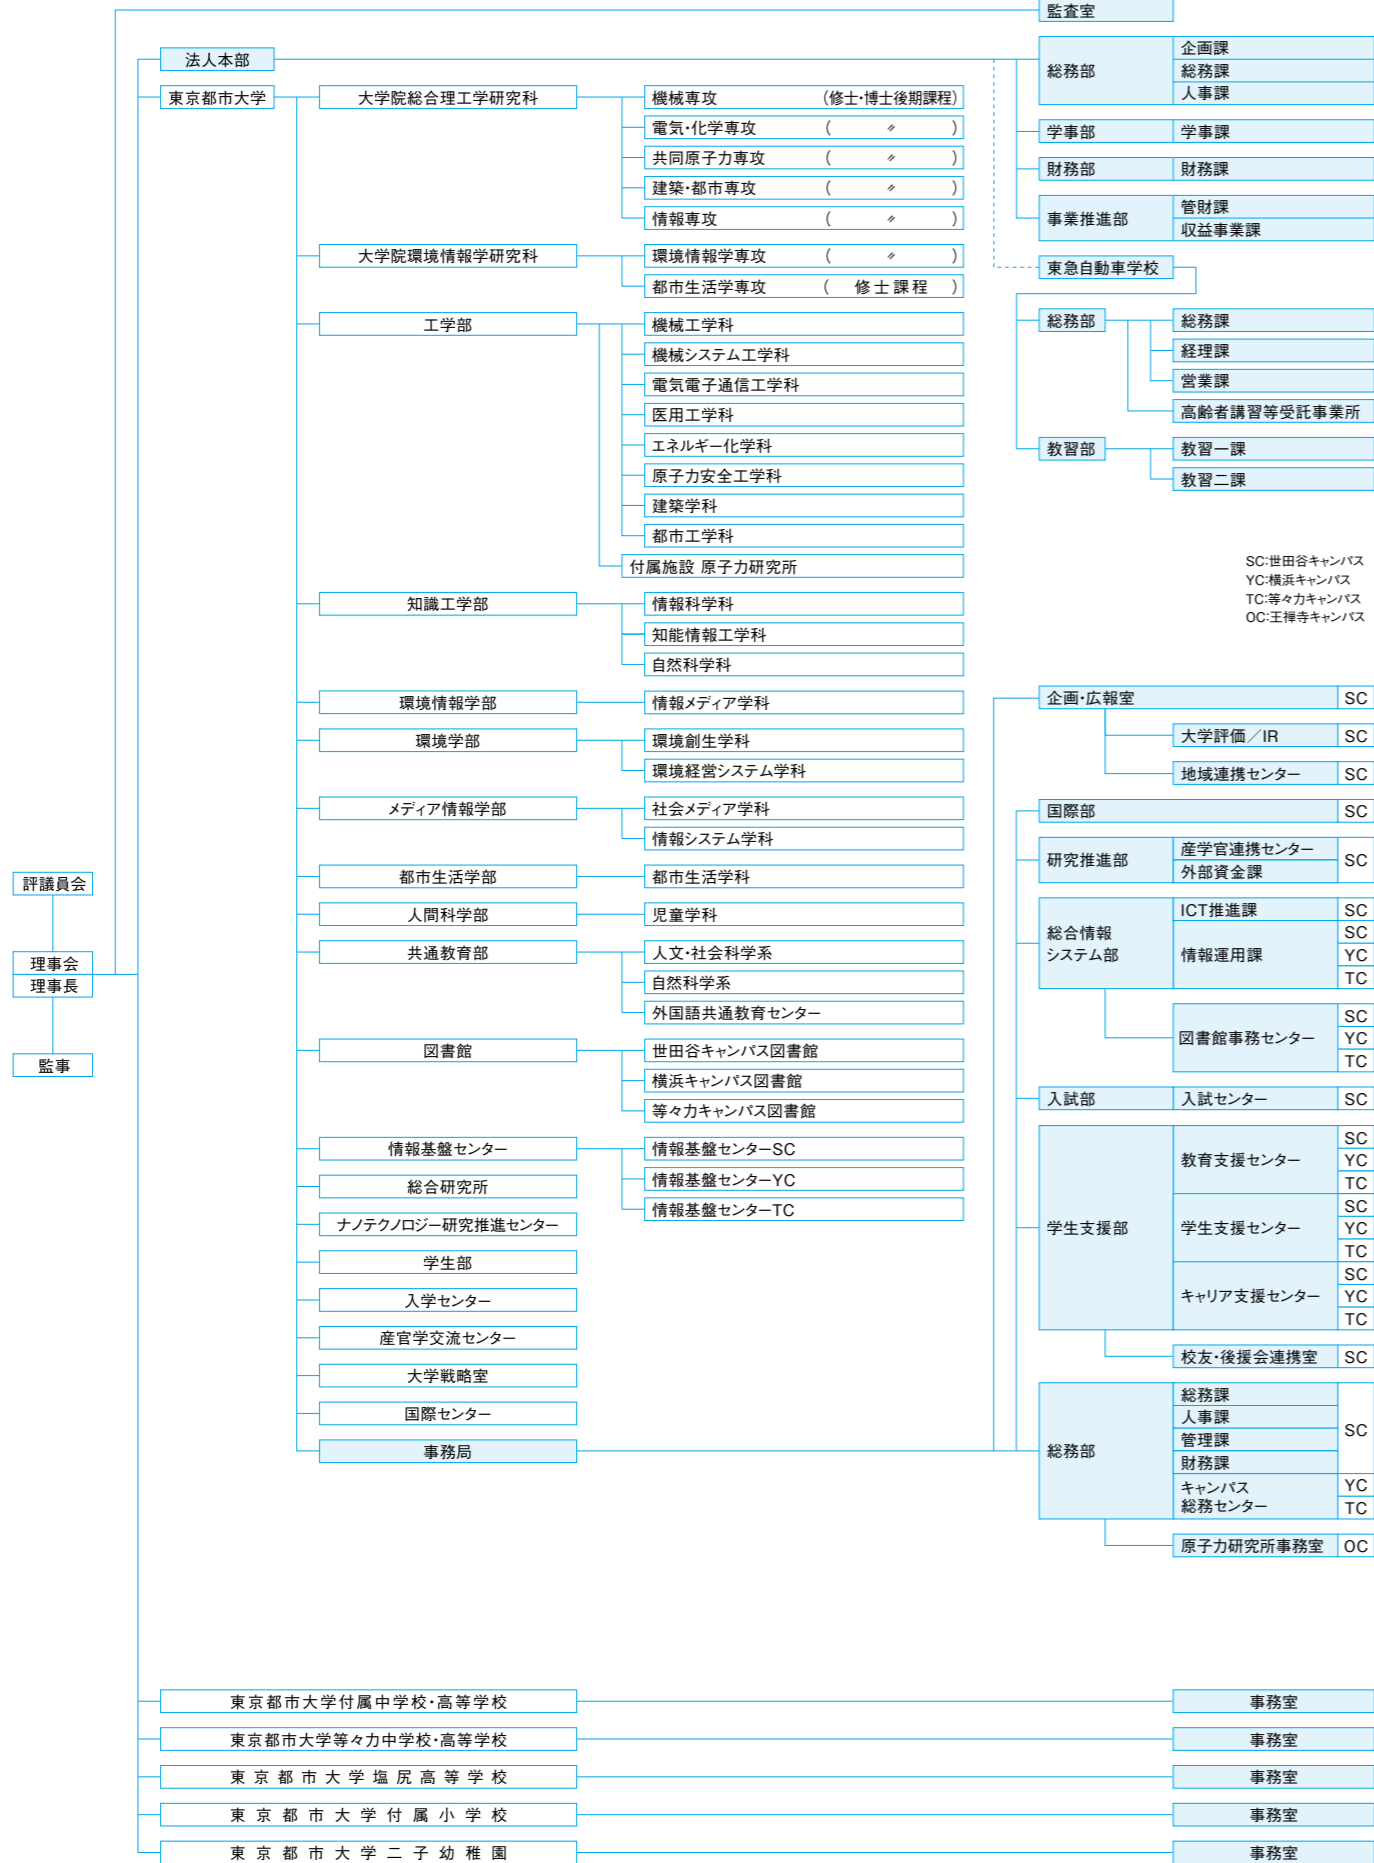 監査室
法人本部
総務部
企画課
総務課
人事課
学事部 学事課
財務部 財務課
事業推進部
管財課
収益事業課
東急自動車学校
総務部 総務課
経理課
営業課
高齢者講習等受託事業所
教習部 教習一課
教習二課
SC:世田谷キャンパス
YC:横浜キャンパス
TC:等々力キャンパス
OC:王禅寺キャンパス
東京都市大学
大学院総合理工学研究科
機械専攻 (修士・博士後期課程)
電気・化学専攻 ( 〃 )
共同原子力専攻 ( 〃 )
建築・都市専攻 ( 〃 )
情報専攻 ( 〃 )
大学院環境情報学研究科
環境情報学専攻 ( 〃 )
都市生活学専攻 ( 修士課程 )
工学部
機械工学科
機械システム工学科
電気電子通信工学科
医用工学科
エネルギー化学科
原子力安全工学科
建築学科
都市工学科
付属施設 原子力研究所
知識工学部
情報科学科
知能情報工学科
自然科学科
環境情報学部 情報メディア学科
環境学部 環境創生学科
環境経営システム学科
メディア情報学部 社会メディア学科
情報システム学科
都市生活学部 都市生活学科
人間科学部 児童学科
共通教育部 人文・社会科学系
自然科学系
外国語共通教育センター
図書館 世田谷キャンパス図書館
横浜キャンパス図書館
等々力キャンパス図書館
情報基盤センター 情報基盤センターSC
情報基盤センターYC
情報基盤センターTC
総合研究所
ナノテクノロジー研究推進センター
学生部
入学センター
産官学交流センター
大学戦略室
国際センター
事務局
評議員会
理事会
理事長
監事
企画・広報室 SC
大学評価／IR SC
地域連携センター SC
国際部 SC
研究推進部
産学官連携センター
外部資金課
SC
総合情報
システム部
ICT推進課 SC
情報運用課
SC
YC
TC
図書館事務センター
SC
YC
TC
入試部 入試センター SC
学生支援部
教育支援センター
SC
YC
TC
学生支援センター
SC
YC
TC
キャリア支援センター
SC
YC
TC
校友・後援会連携室 SC
総務部
総務課
人事課
管理課
財務課
SC
キャンパス
総務センター
YC
TC
原子力研究所事務室 OC
東京都市大学付属中学校・高等学校 事務室
東京都市大学等々力中学校・高等学校 事務室
東京都市大学塩尻高等学校 事務室
東京都市大学付属小学校 事務室
東京都市大学二子幼稚園 事務室